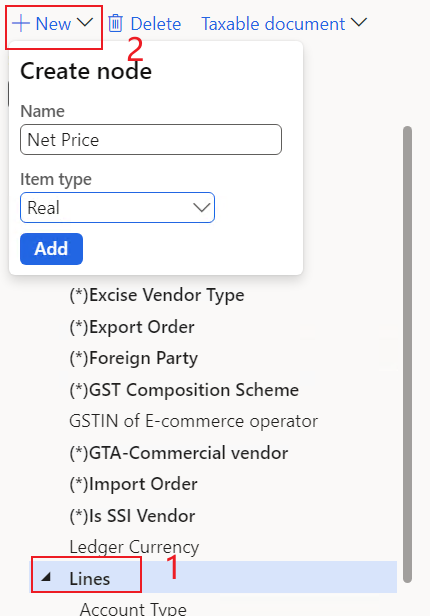 New Delete Taxable document
2
Create node
Name
Net Price
Item type
Real
Add
(*)Excise Vendor Type
(*)Export Order
(*)Foreign Party
(*)GST Composition Scheme
GSTIN of E-commerce operator
(*)GTA-Commercial vendor
(*)Import Order
(*)Is SSI Vendor
Ledger Currency
1
Lines
Account Type